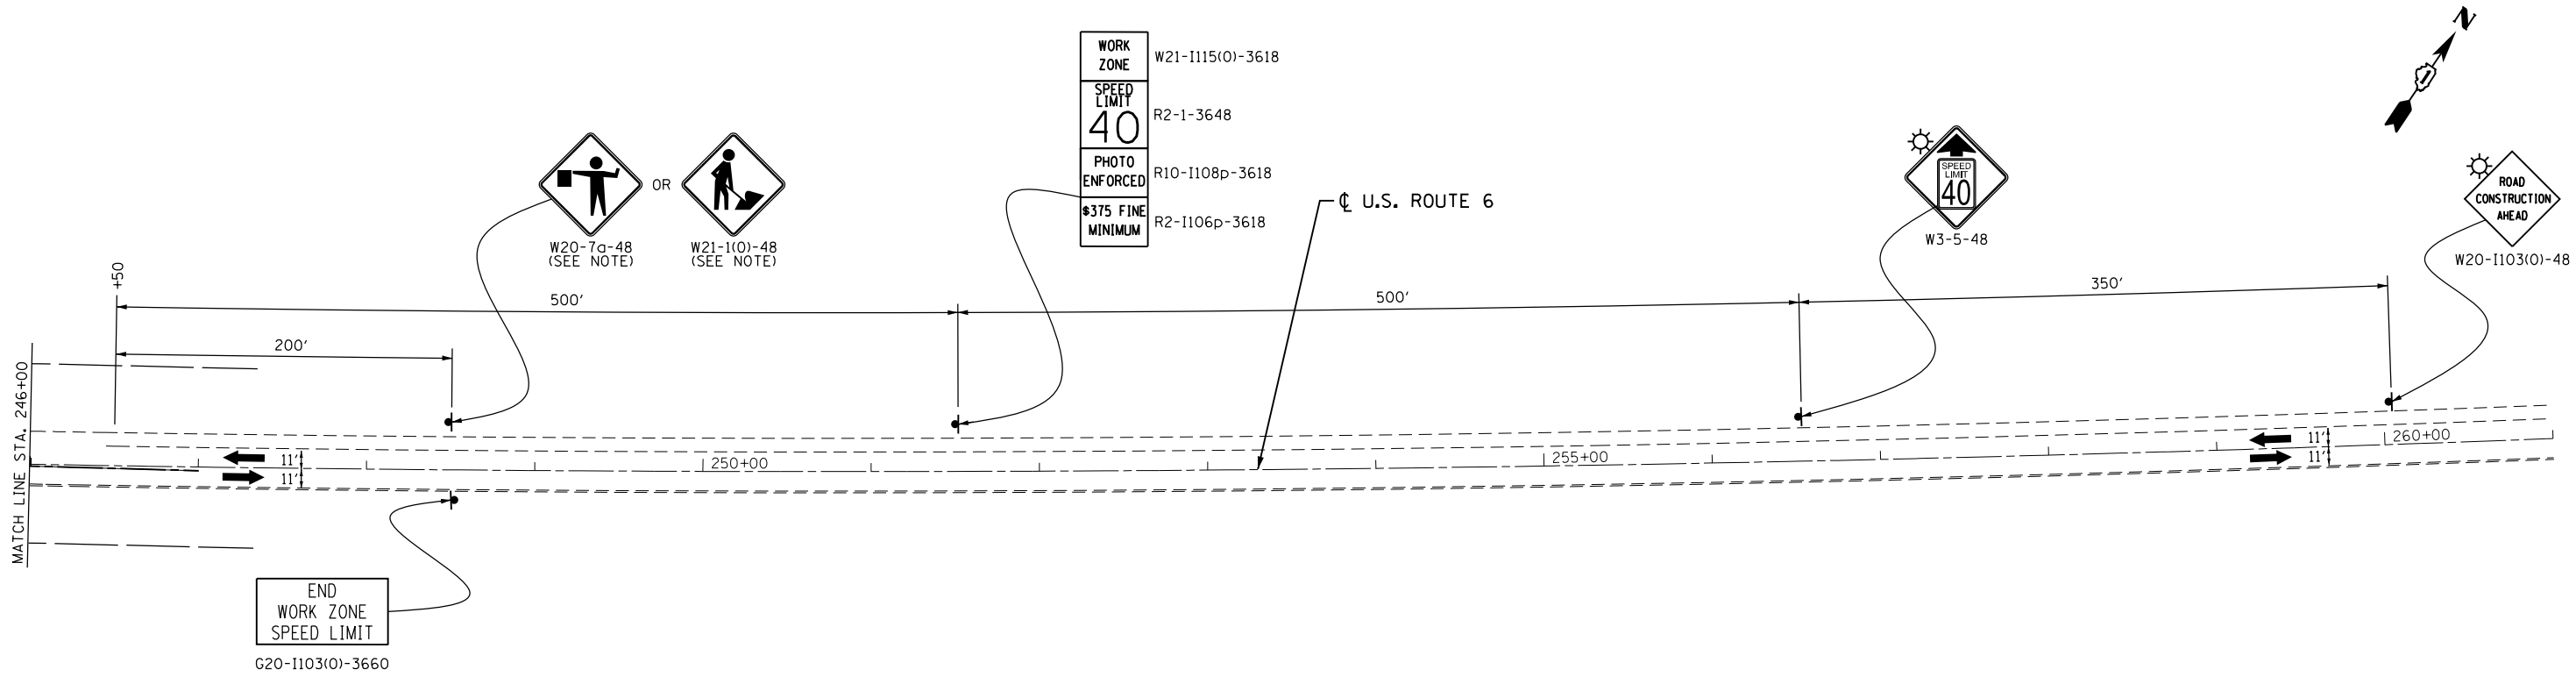 N
WORK
ZONE
W21-I115(O)-3618
SPEED
LIMIT
40
R2-1-3648
PHOTO
ENFORCED
R10-I108p-3618
$375 FINE
MINIMUM
R2-I106p-3618
W20-7a-48
(SEE NOTE)
OR
W21-1(O)-48
(SEE NOTE)
℄ U.S. ROUTE 6
SPEED
LIMIT
40
W3-5-48
ROAD
CONSTRUCTION
AHEAD
W20-I103(O)-48
+50
500'
500'
350'
200'
MATCH LINE STA. 246+00
11'
11'
250+00
255+00
11'
11'
260+00
END
WORK ZONE
SPEED LIMIT
G20-I103(O)-3660